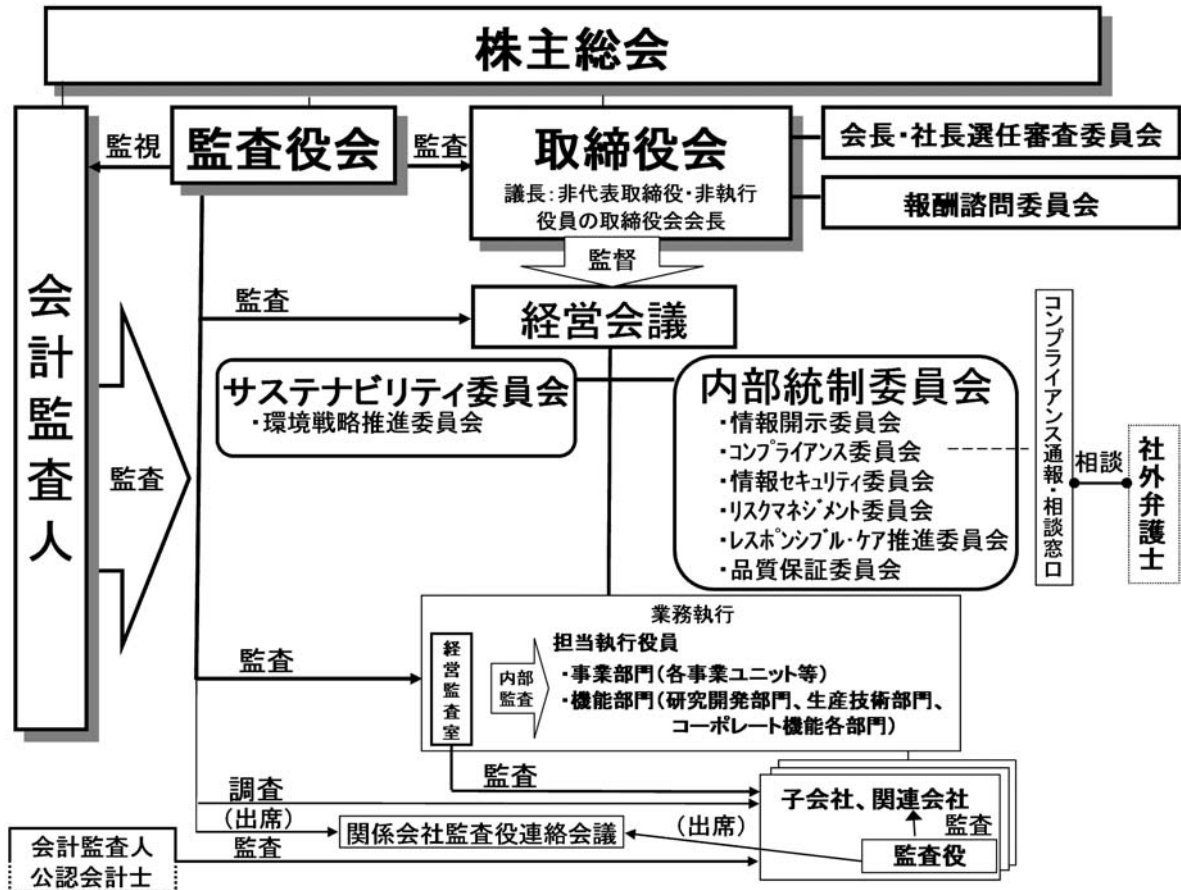 株主総会
監視
監査役会
監査
取締役会
議長：非代表取締役・非執行
役員の取締役会会長
会長・社長選任審査委員会
報酬諮問委員会
監督
会計監査人
監査
監査
経営会議
サステナビリティ委員会
・環境戦略推進委員会
内部統制委員会
・情報開示委員会
・コンプライアンス委員会
・情報セキュリティ委員会
・リスクマネジメント委員会
・レスポンシブル・ケア推進委員会
・品質保証委員会
コンプライアンス通報・相談窓口
相談
社外弁護士
業務執行
監査
経営監査室
内部
監査
担当執行役員
・事業部門（各事業ユニット等）
・機能部門（研究開発部門、生産技術部門、
コーポレート機能各部門）
監査
調査
（出席）
関係会社監査役連絡会議
（出席）
子会社、関連会社
監査
監査役
会計監査人
公認会計士
監査